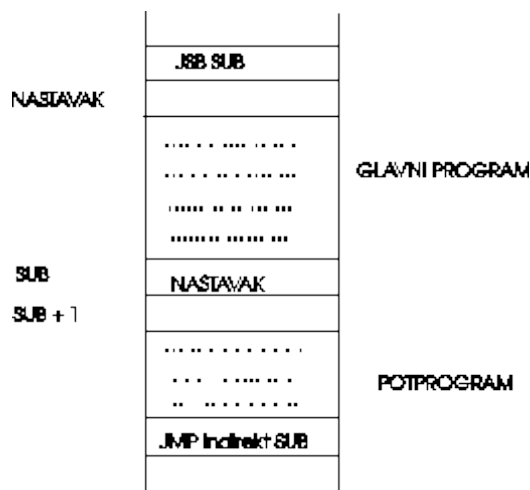 JSB SUB
NASTAVAK
GLAVNI PROGRAM
SUB
NASTAVAK
SUB + 1
POTPROGRAM
JMP Indirekt SUB